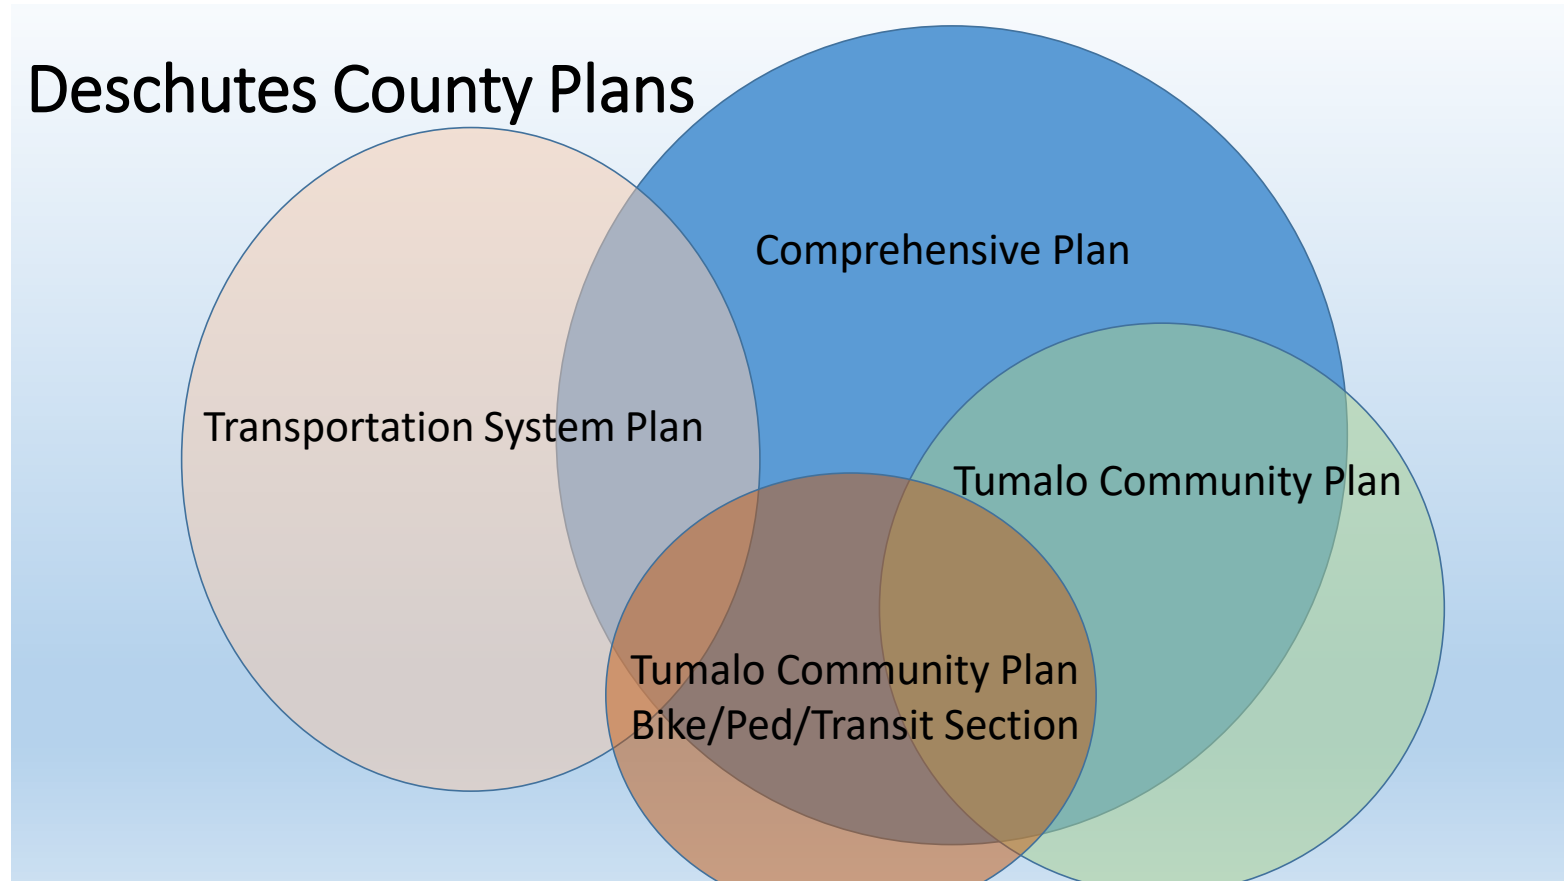 Deschutes County Plans
Comprehensive Plan
Transportation System Plan
Tumalo Community Plan
Tumalo Community Plan
Bike/Ped/Transit Section